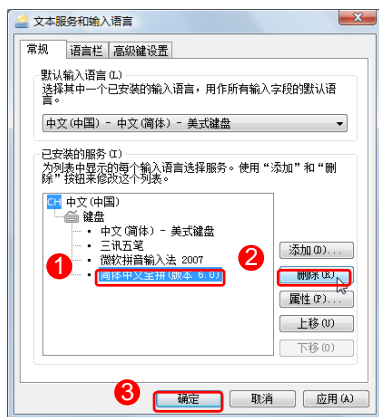 文本服务和输入语言
常规 语言栏 高级键设置
默认输入语言(L)
选择其中一个已安装的输入语言，用作所有输入字段的默认语
言。
中文(中国) - 中文(简体) - 美式键盘
已安装的服务(I)
为列表中显示的每个输入语言选择服务。使用“添加”和“删
除”按钮来修改这个列表。
CH 中文(中国)
键盘
中文(简体) - 美式键盘
三讯五笔
微软拼音输入法 2007
简体中文全拼(版本 6.0)
1
2
添加(D)...
删除(R)
属性(P)...
上移(U)
下移(O)
3
确定 取消 应用(A)